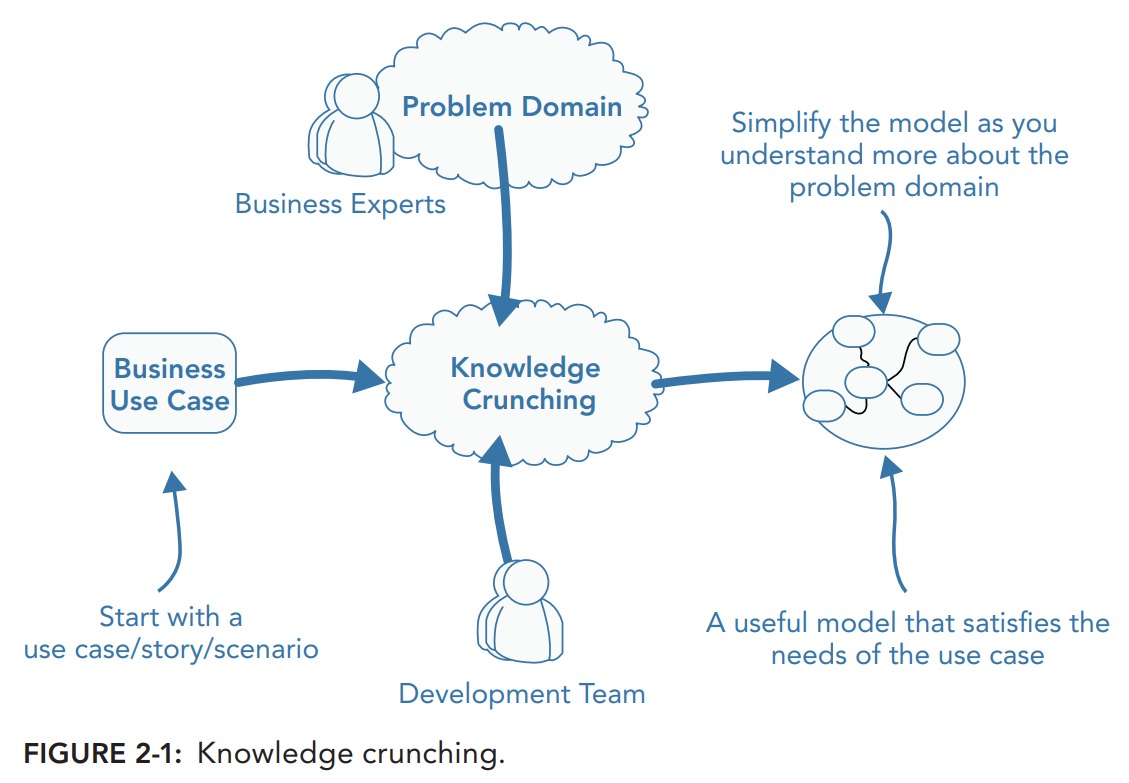 Problem Domain
Business Experts
Simplify the model as you
understand more about the
problem domain
Business
Use Case
Knowledge
Crunching
Start with a
use case/story/scenario
Development Team
A useful model that satisfies the
needs of the use case
FIGURE 2-1: Knowledge crunching.